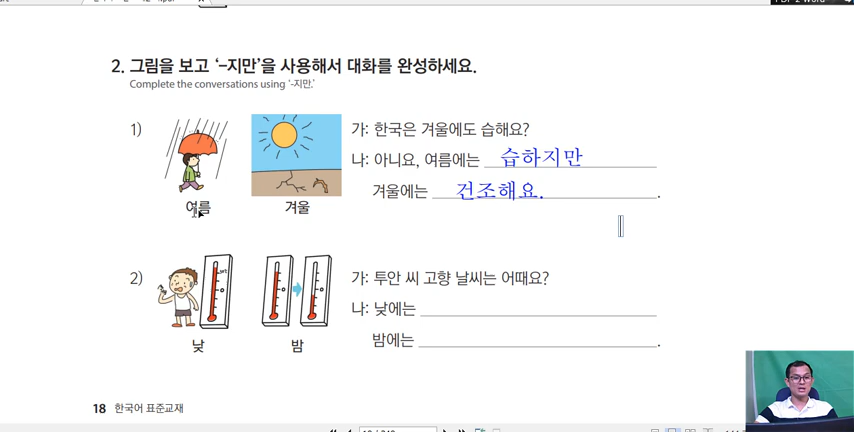 2. 그림을 보고 ‘-지만’을 사용해서 대화를 완성하세요.
Complete the conversations using ‘-지만.’
1)
가: 한국은 겨울에도 습해요?
나: 아니요, 여름에는 습하지만
겨울에는 건조해요.
여름
겨울
2)
가: 투안 씨 고향 날씨는 어때요?
나: 낮에는
밤에는 .
낮
밤
18 한국어 표준교재